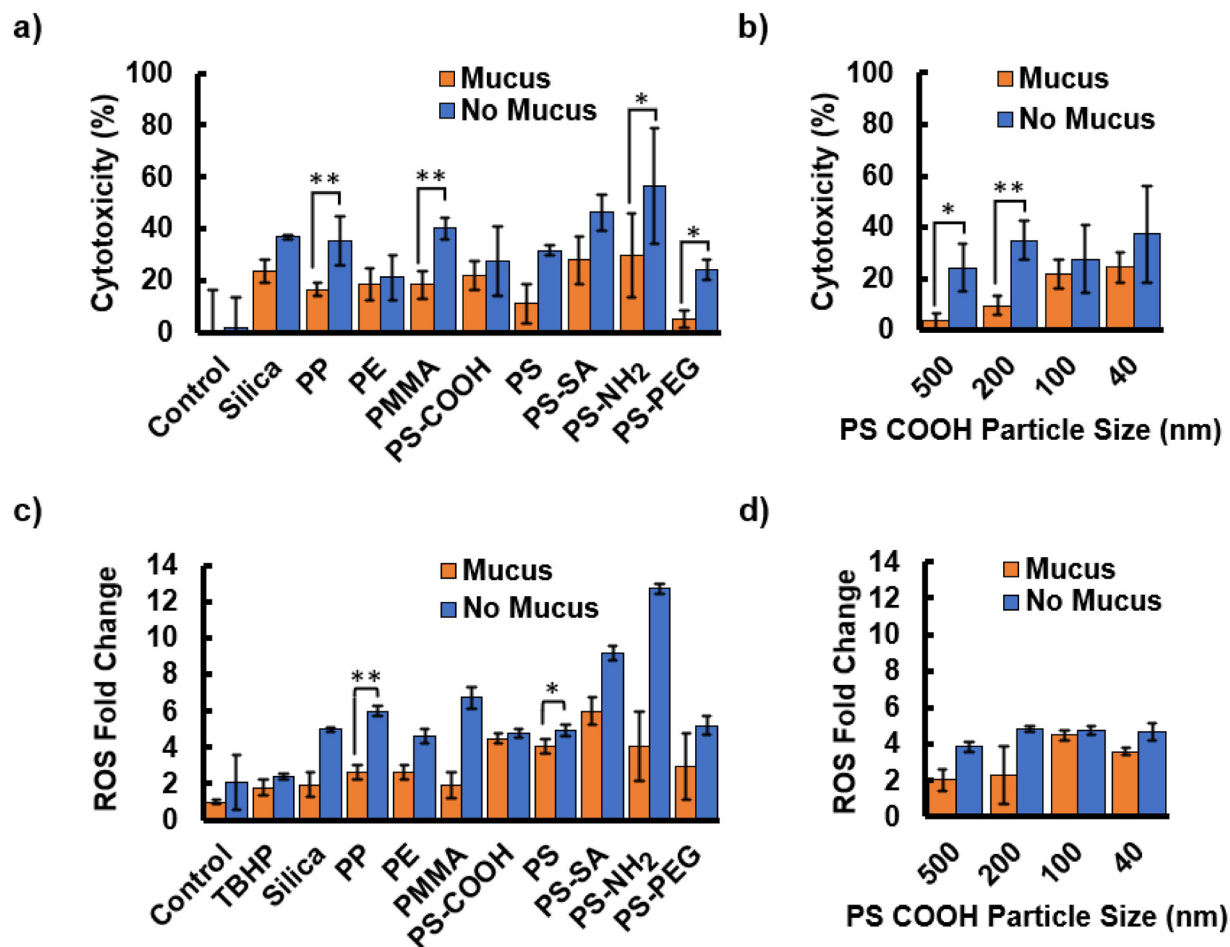 a)
Cytotoxicity (%)
100
80
60
40
20
0
Mucus
No Mucus
**
**
*
*
Control
Silica
PP
PE
PMMA
PS-COOH
PS
PS-SA
PS-NH2
PS-PEG
b)
Cytotoxicity (%)
100
80
60
40
20
0
Mucus
No Mucus
*
**
500
200
100
40
PS COOH Particle Size (nm)
c)
ROS Fold Change
14
12
10
8
6
4
2
0
Mucus
No Mucus
**
*
Control
TBHP
Silica
PP
PE
PMMA
PS-COOH
PS
PS-SA
PS-NH2
PS-PEG
d)
ROS Fold Change
14
12
10
8
6
4
2
0
Mucus
No Mucus
500
200
100
40
PS COOH Particle Size (nm)